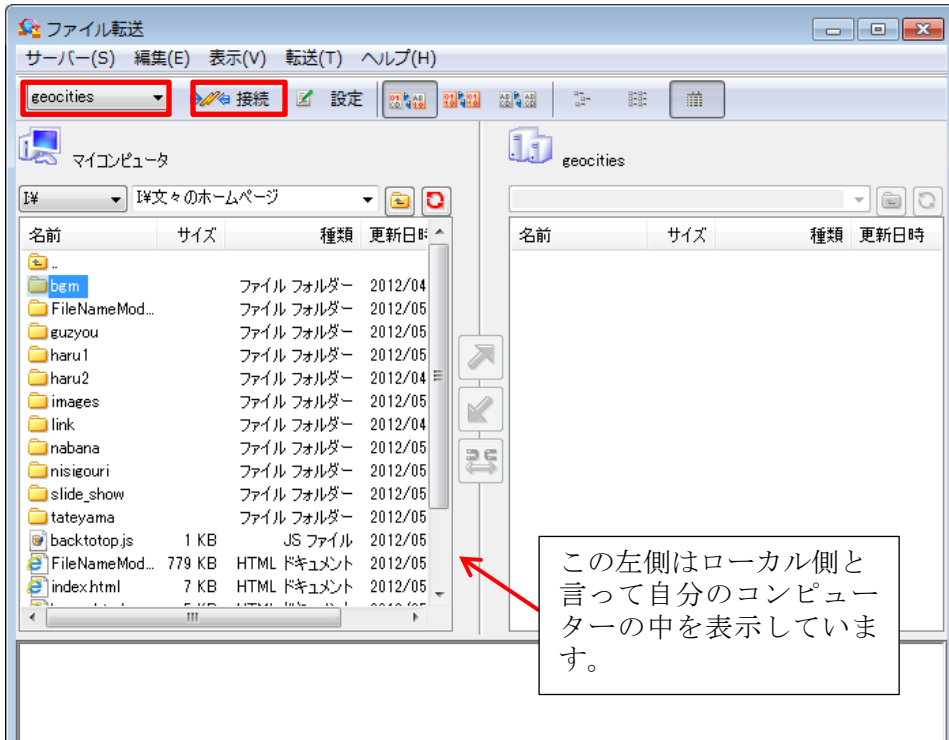 ファイル転送
サーバー(S) 編集(E) 表示(V) 転送(T) ヘルプ(H)
geocities 接続 設定
マイコンピュータ
geocities
I:¥ I:¥文々のホームページ
名前 サイズ 種類 更新日時
名前 サイズ 種類 更新日時
..
bgm ファイル フォルダー 2012/04
FileNameMod... ファイル フォルダー 2012/05
guzyou ファイル フォルダー 2012/05
haru1 ファイル フォルダー 2012/05
haru2 ファイル フォルダー 2012/04
images ファイル フォルダー 2012/05
link ファイル フォルダー 2012/04
nabana ファイル フォルダー 2012/05
nisigouri ファイル フォルダー 2012/05
slide_show ファイル フォルダー 2012/05
tateyama ファイル フォルダー 2012/05
backtotop.js 1 KB JS ファイル 2012/05
FileNameMod... 779 KB HTML ドキュメント 2012/05
index.html 7 KB HTML ドキュメント 2012/05
この左側はローカル側と
言って自分のコンピュー
ターの中を表示していま
す。